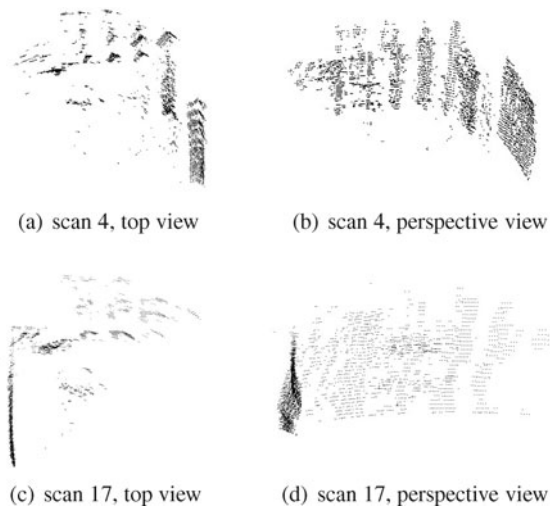 (a) scan 4, top view
(b) scan 4, perspective view
(c) scan 17, top view
(d) scan 17, perspective view